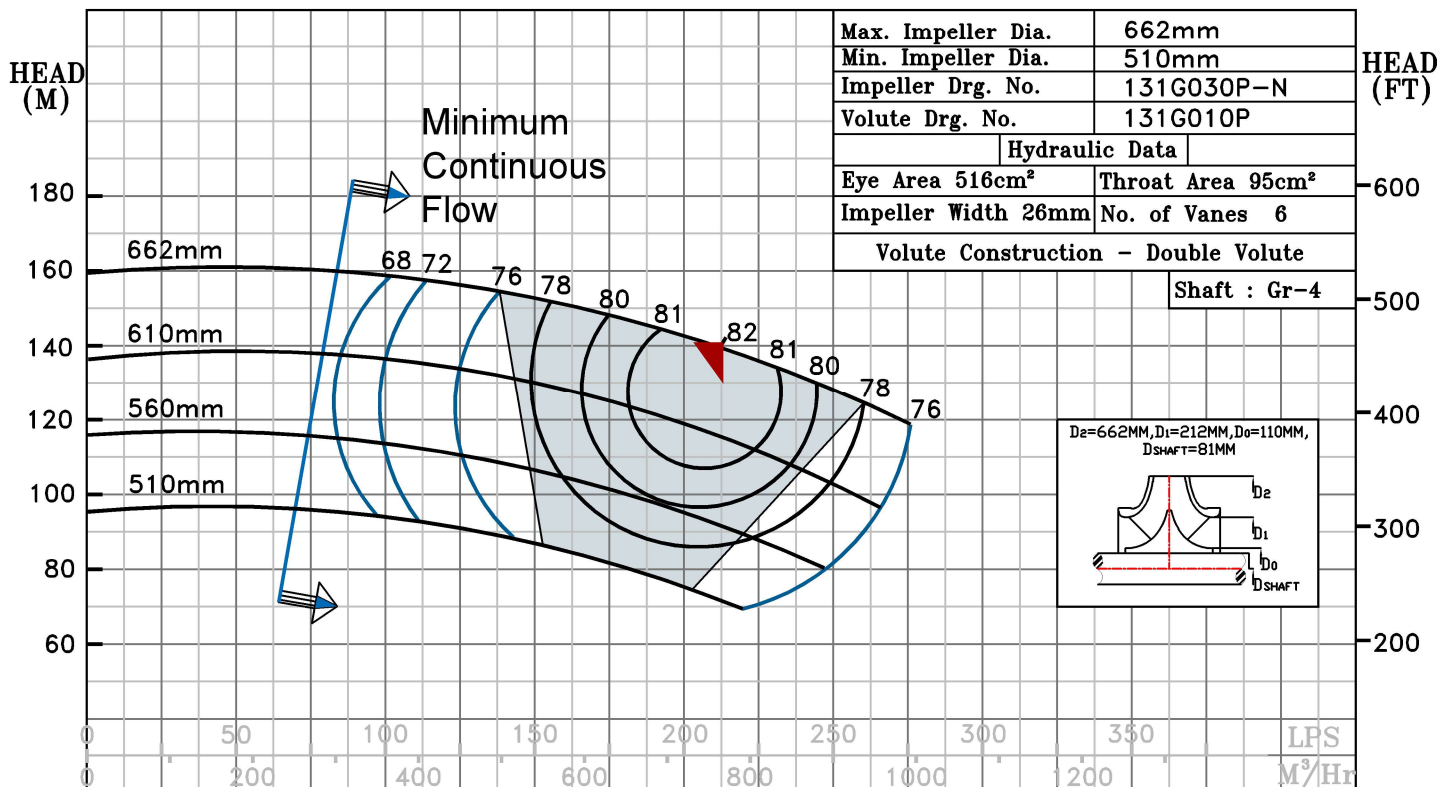 Max. Impeller Dia. 662mm
Min. Impeller Dia. 510mm
Impeller Drg. No. 131G030P-N
Volute Drg. No. 131G010P
Hydraulic Data
Eye Area 516cm² Throat Area 95cm²
Impeller Width 26mm No. of Vanes 6
Volute Construction - Double Volute
Shaft : Gr-4
HEAD
(M)
HEAD
(FT)
Minimum
Continuous
Flow
180
160
140
120
100
80
60
600
500
400
300
200
662mm
610mm
560mm
510mm
68 72 76 78 80 81 82 81 80 78 76
D2=662MM,D1=212MM,D0=110MM,
DSHAFT=81MM
D2
D1
D0
DSHAFT
0 50 100 150 200 250 300 350 LPS
0 200 400 600 800 1000 1200 M³/Hr